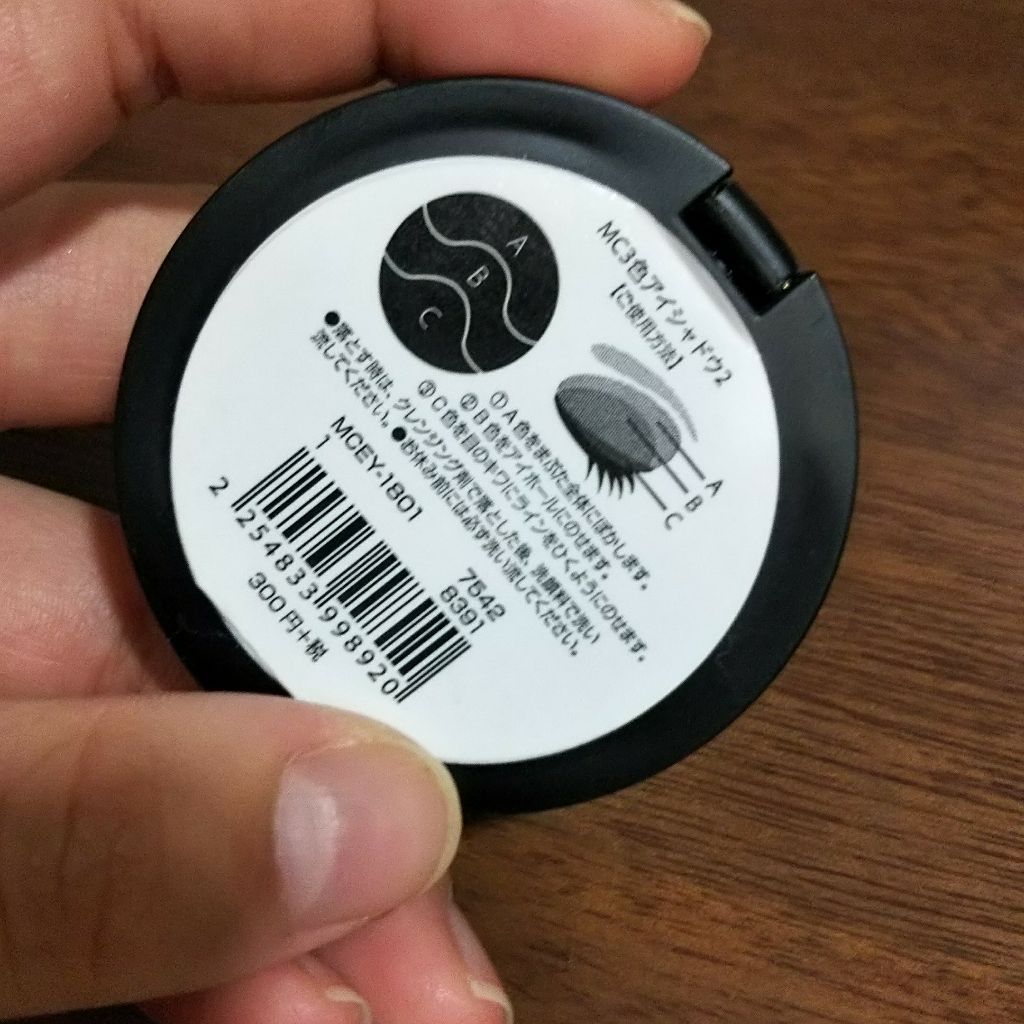 MC3色アイシャドウ2
【ご使用方法】
A
B
C
A
B
C
① A色をまぶた全体にぼかします。
② B色をアイホールにのせます。
③ C色を目のキワにラインをひくようにのせます。
●落とす時は、クレンジング剤で落とした後、洗顔料で洗い
流してください。 ●お休み前には必ず洗い流してください。
MCEY-1801
1
7542
8391
2 254833 998920
300円+税